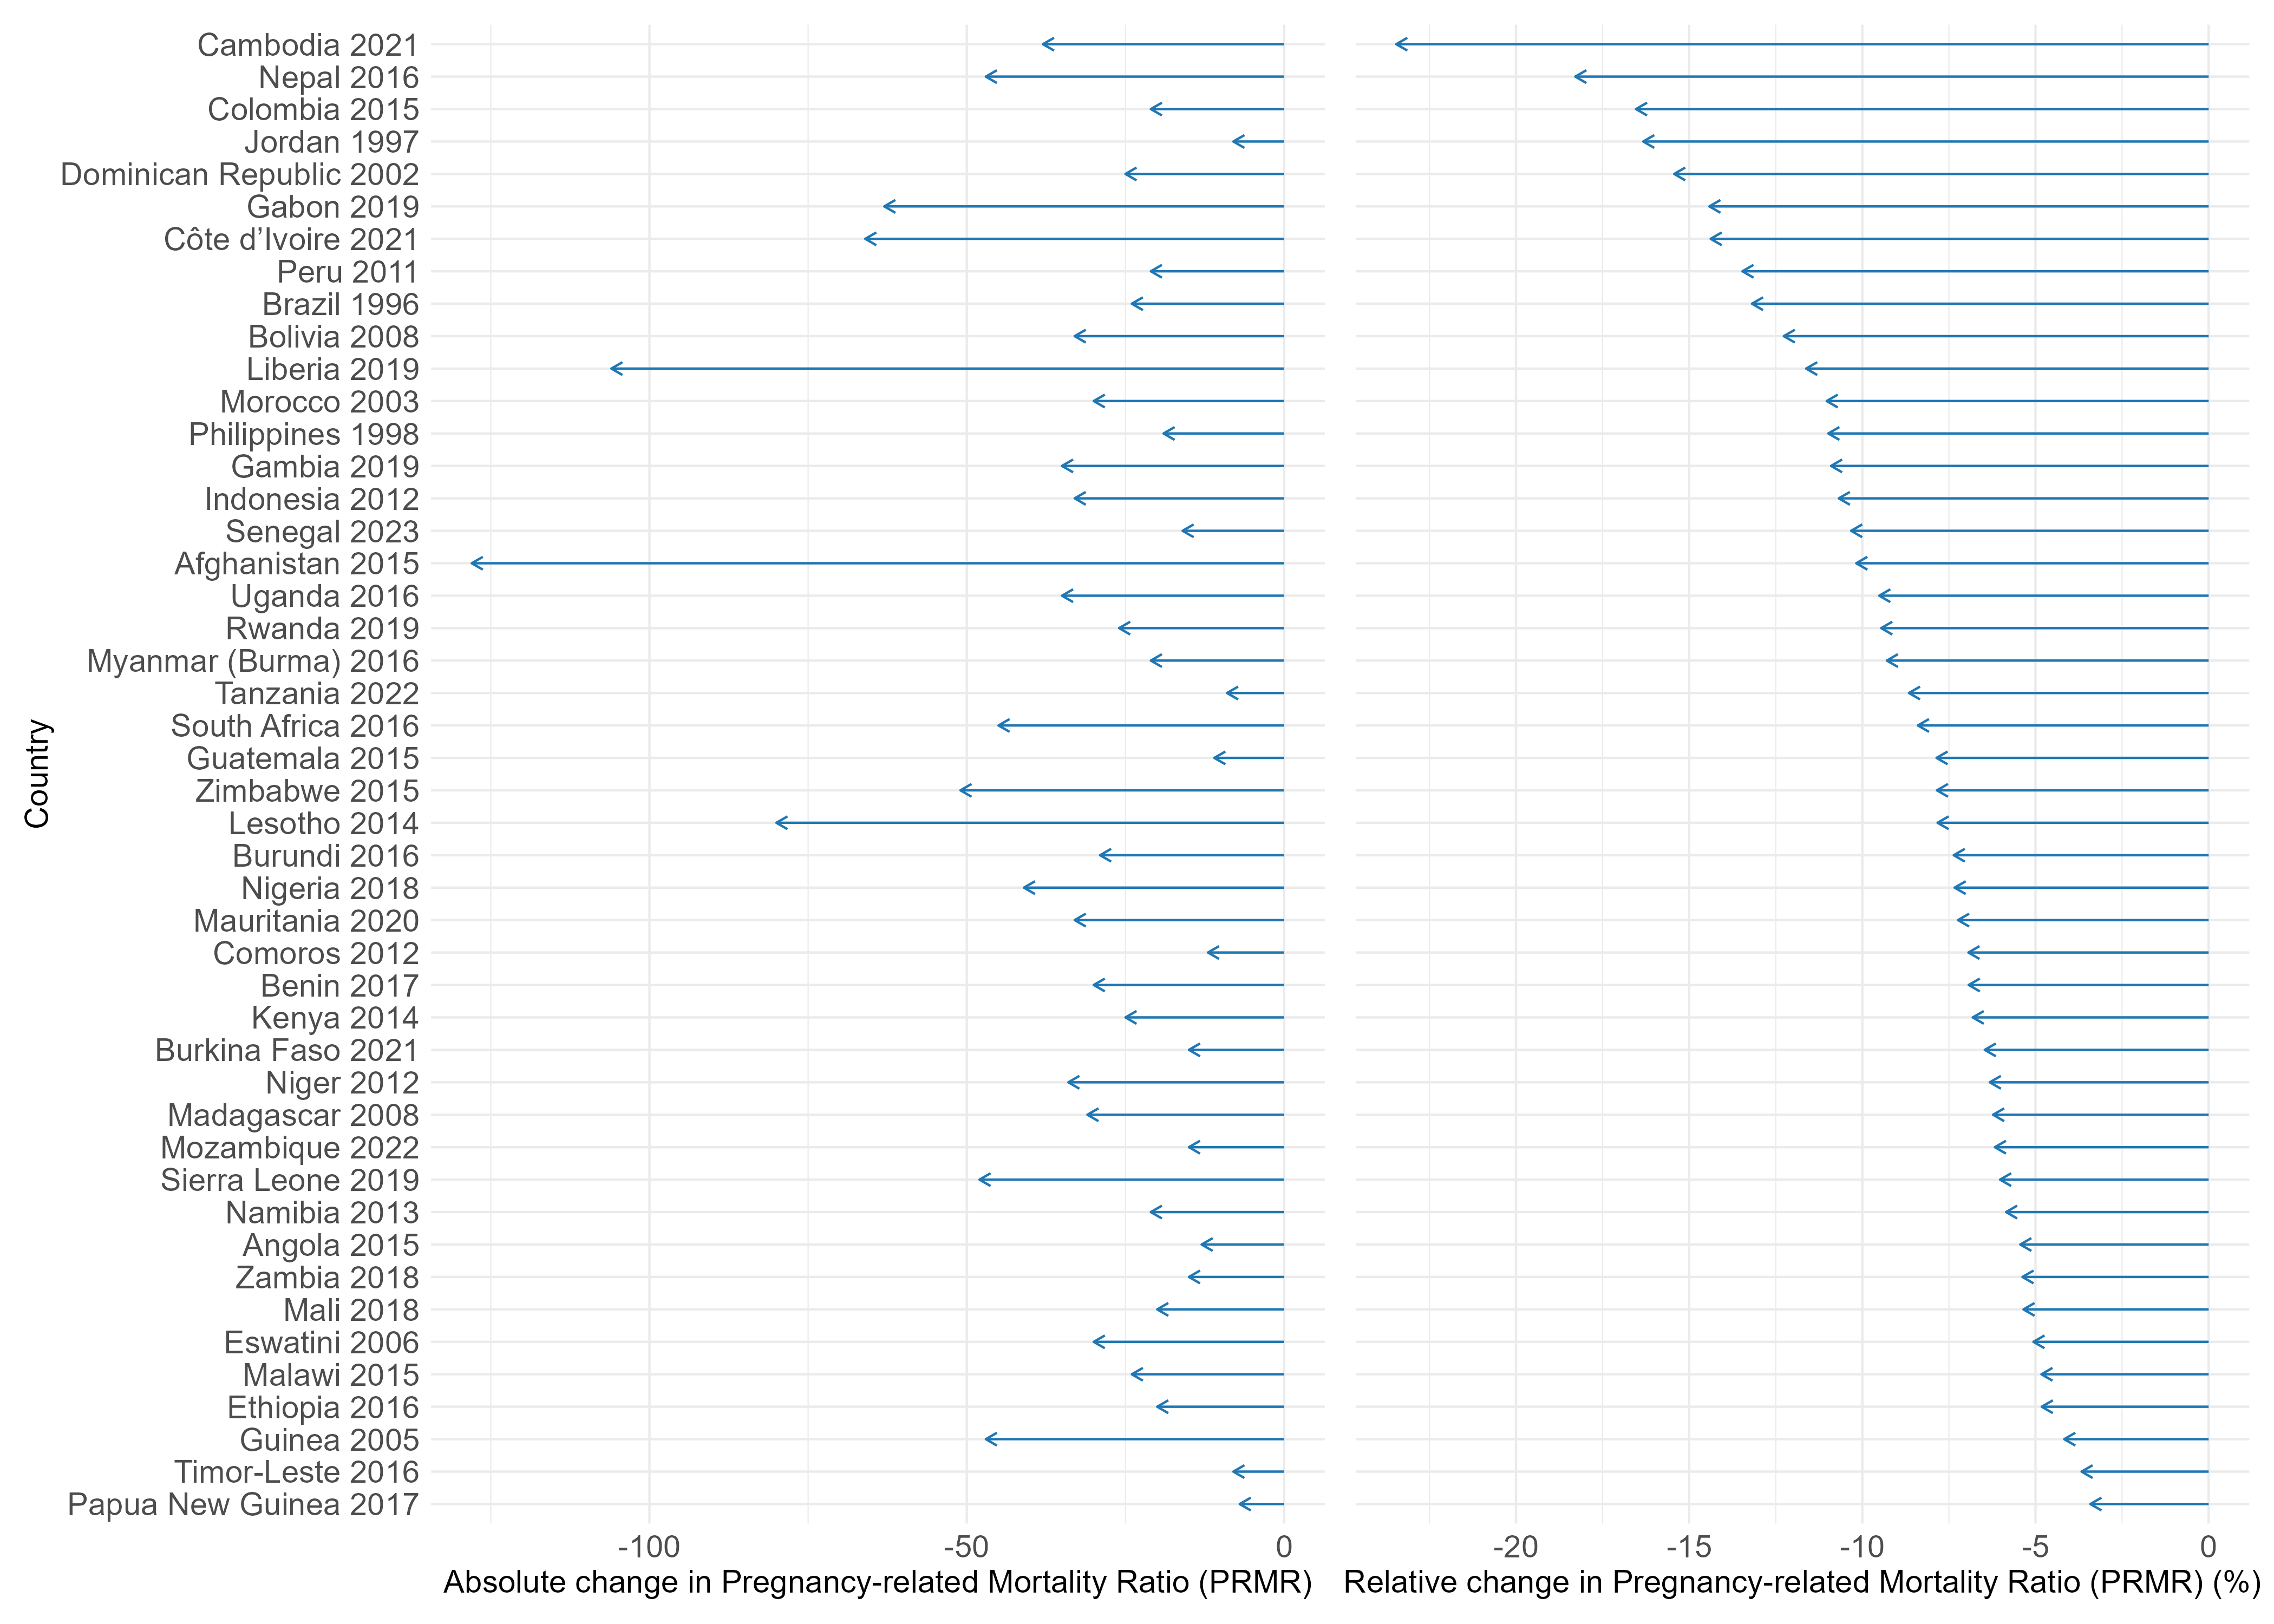 Country
Cambodia 2021
Nepal 2016
Colombia 2015
Jordan 1997
Dominican Republic 2002
Gabon 2019
Côte d’Ivoire 2021
Peru 2011
Brazil 1996
Bolivia 2008
Liberia 2019
Morocco 2003
Philippines 1998
Gambia 2019
Indonesia 2012
Senegal 2023
Afghanistan 2015
Uganda 2016
Rwanda 2019
Myanmar (Burma) 2016
Tanzania 2022
South Africa 2016
Guatemala 2015
Zimbabwe 2015
Lesotho 2014
Burundi 2016
Nigeria 2018
Mauritania 2020
Comoros 2012
Benin 2017
Kenya 2014
Burkina Faso 2021
Niger 2012
Madagascar 2008
Mozambique 2022
Sierra Leone 2019
Namibia 2013
Angola 2015
Zambia 2018
Mali 2018
Eswatini 2006
Malawi 2015
Ethiopia 2016
Guinea 2005
Timor-Leste 2016
Papua New Guinea 2017
-100 -50 0
Absolute change in Pregnancy-related Mortality Ratio (PRMR)
-20 -15 -10 -5 0
Relative change in Pregnancy-related Mortality Ratio (PRMR) (%)